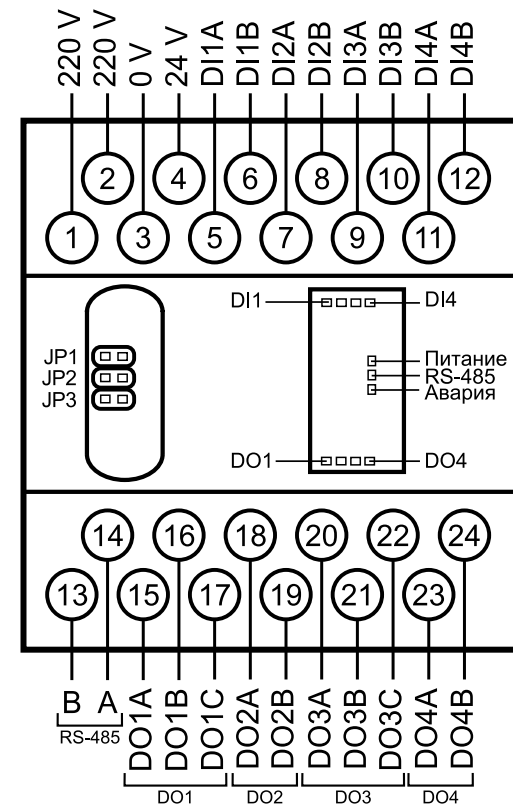 220 V 220 V 0 V 24 V DI1A DI1B DI2A DI2B DI3A DI3B DI4A DI4B
2 4 6 8 10 12
1 3 5 7 9 11
DI1 DI4
JP1 Питание
JP2 RS-485
JP3 Авария
DO1 DO4
14 16 18 20 22 24
13 15 17 19 21 23
B A DO1A DO1B DO1C DO2A DO2B DO3A DO3B DO3C DO4A DO4B
RS-485
DO1 DO2 DO3 DO4